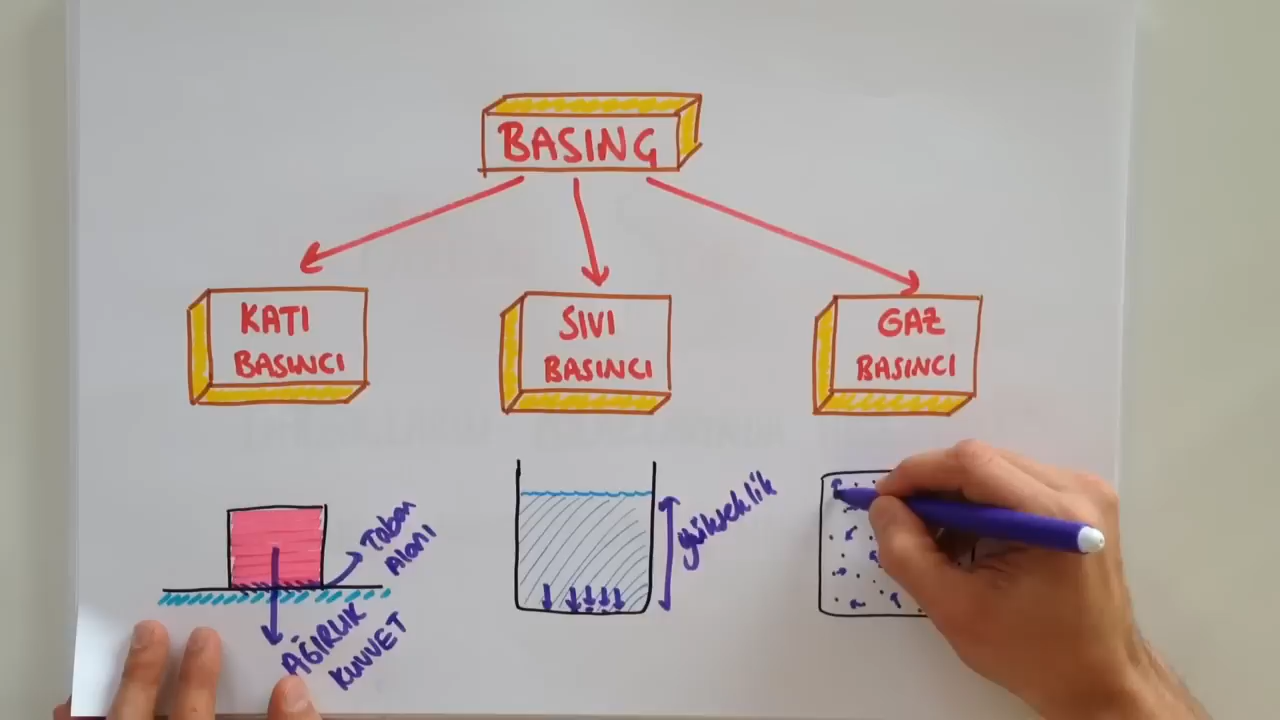 BASINÇ
KATI
BASINCI
SIVI
BASINCI
GAZ
BASINCI
Taban
Alanı
AĞIRLIK
KUVVET
Yükseklik